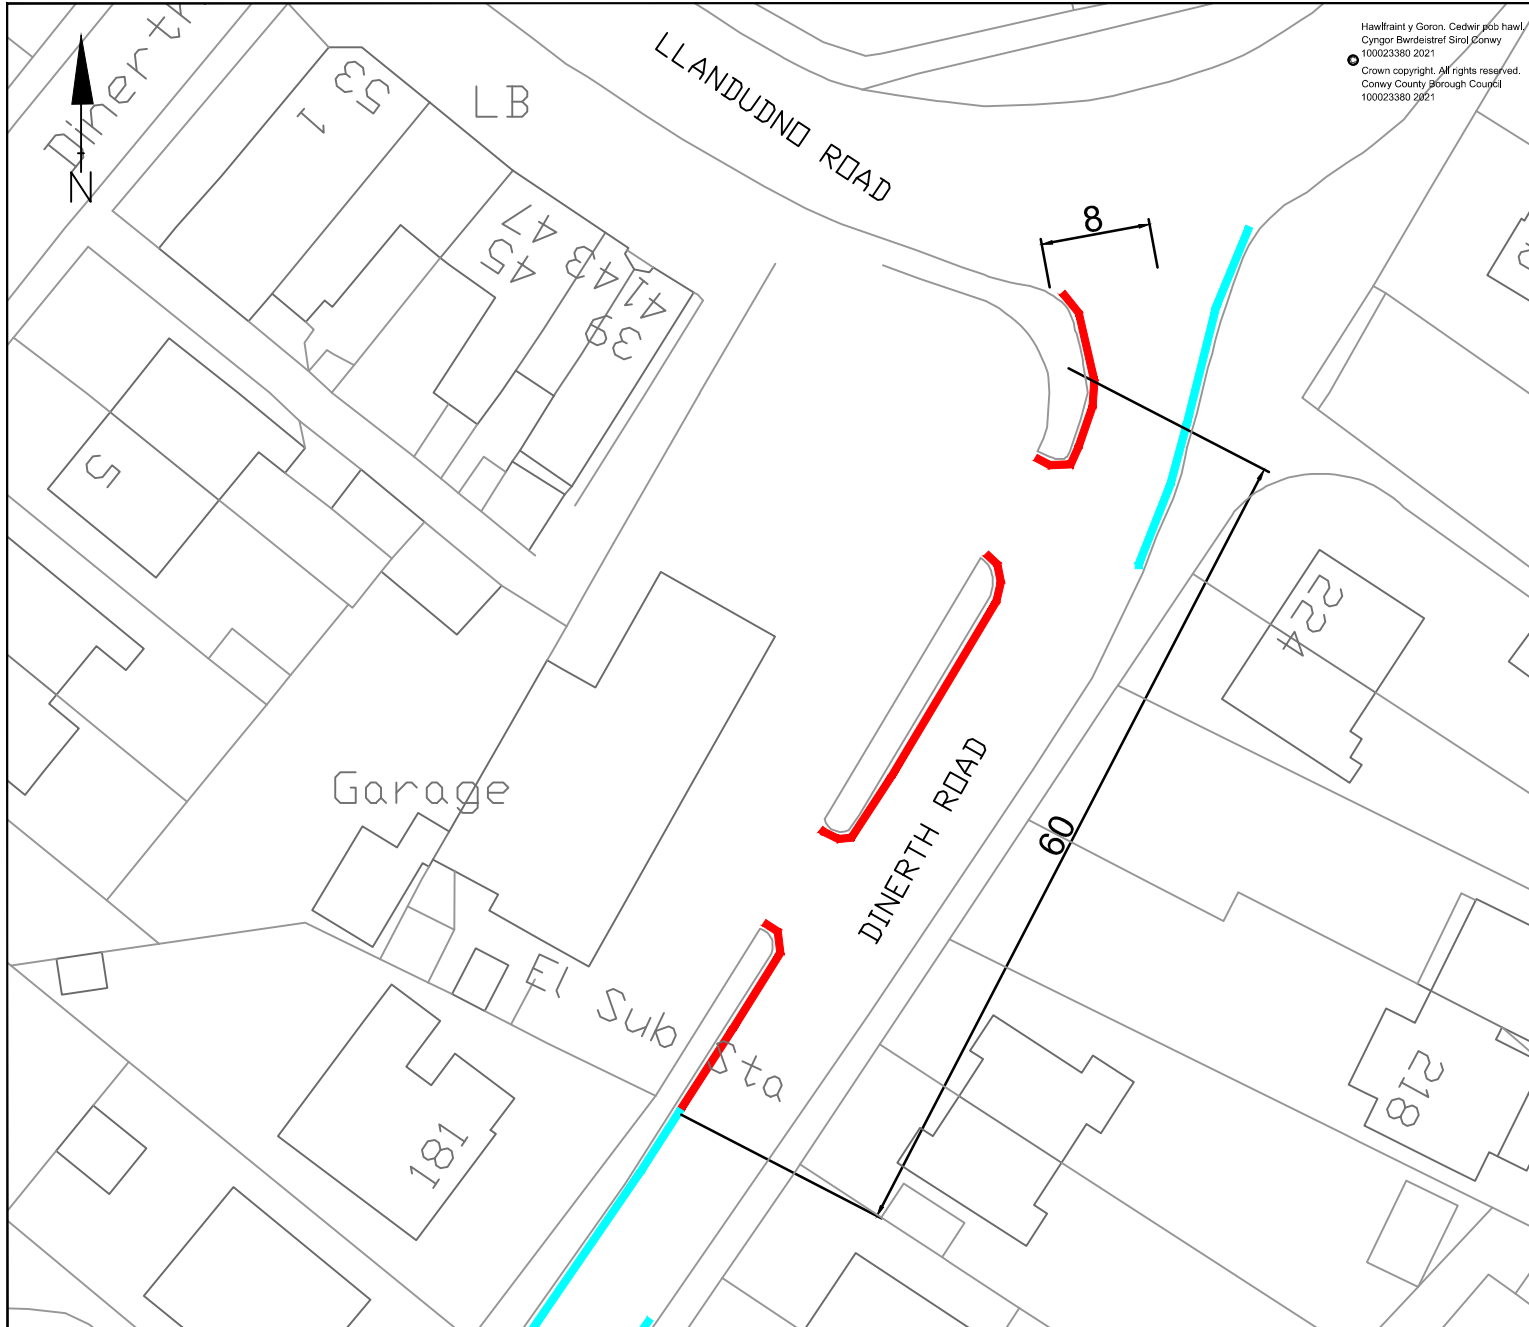 Hawlfraint y Goron. Cedwir pob hawl.
Cyngor Bwrdeistref Sirol Conwy
100023380 2021
Crown copyright. All rights reserved.
Conwy County Borough Council
100023380 2021
N
53
1
LB
LLANDUDNO ROAD
8
47
45
43
41
39
5
224
Garage
DINERTH ROAD
60
El Sub Sta
181
218